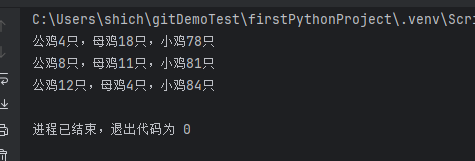 C:\Users\shich\gitDemoTest\firstPythonProject\.venv\Scri
公鸡4只，母鸡18只，小鸡78只
公鸡8只，母鸡11只，小鸡81只
公鸡12只，母鸡4只，小鸡84只
进程已结束，退出代码为 0